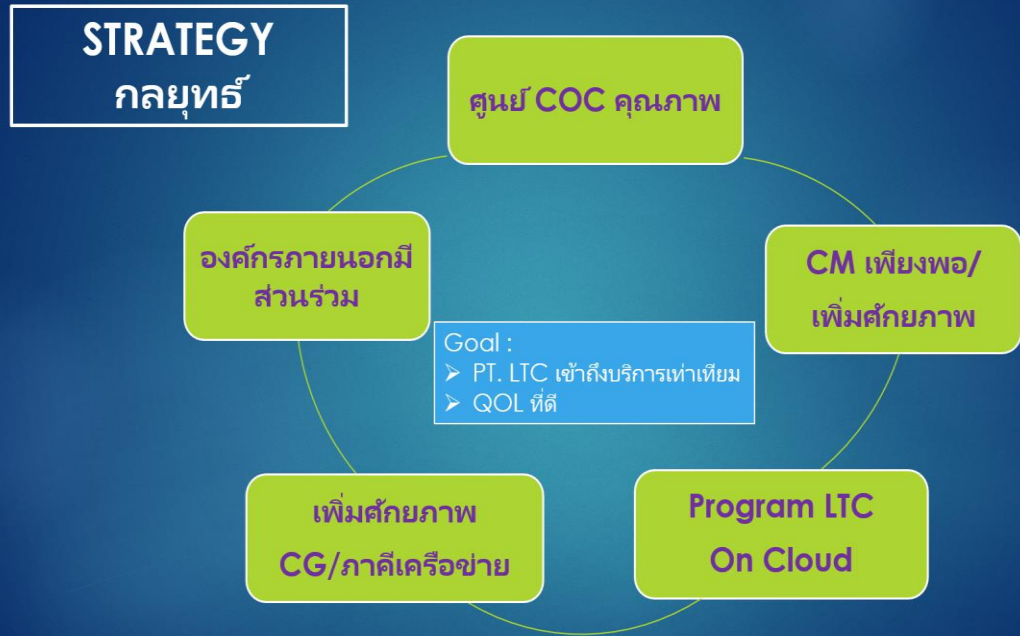 STRATEGY
กลยุทธ์
ศูนย์ COC คุณภาพ
CM เพียงพอ/
เพิ่มศักยภาพ
Program LTC
On Cloud
เพิ่มศักยภาพ
CG/ภาคีเครือข่าย
องค์กรภายนอกมี
ส่วนร่วม
Goal :
➢ PT. LTC เข้าถึงบริการเท่าเทียม
➢ QOL ที่ดี